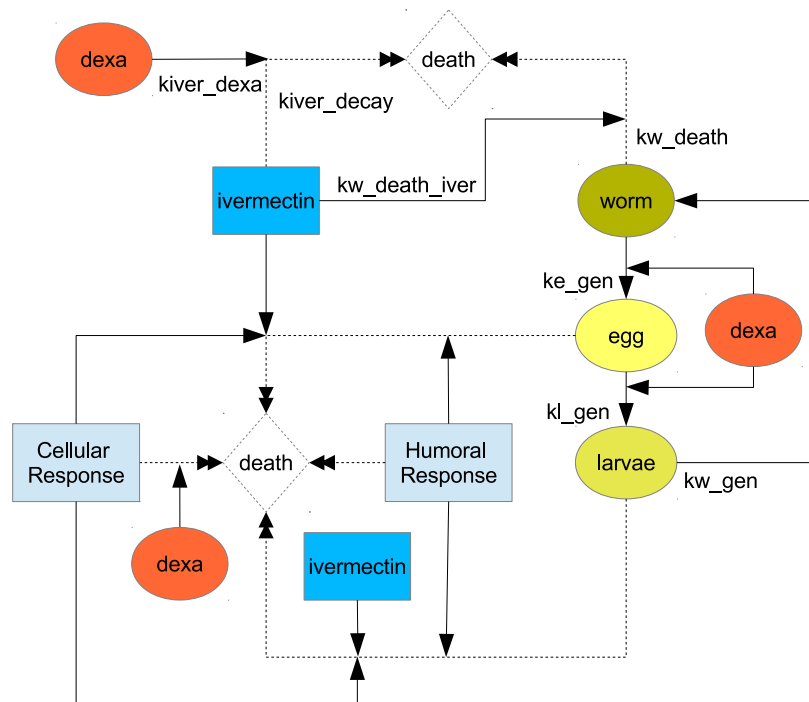 dexa
kiver_dexa
death
kiver_decay
kw_death
ivermectin
kw_death_iver
worm
ke_gen
egg
dexa
kl_gen
Cellular
Response
death
Humoral
Response
larvae
kw_gen
dexa
ivermectin